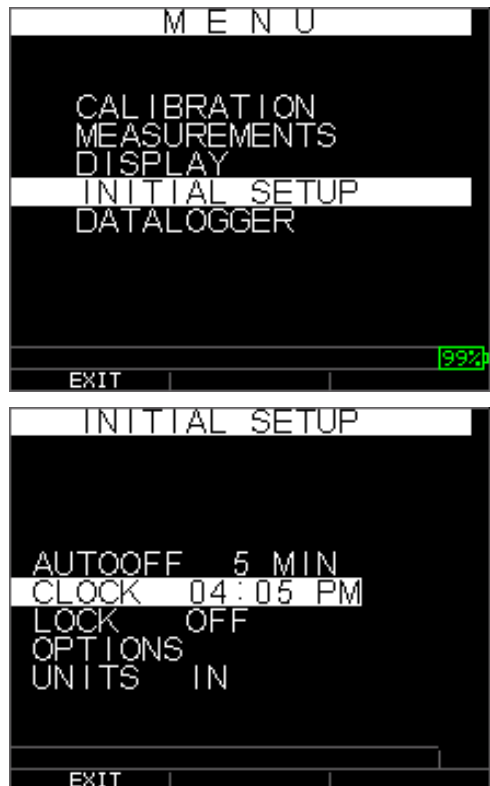 MENU
CALIBRATION
MEASUREMENTS
DISPLAY
INITIAL SETUP
DATALOGGER
99%
EXIT
INITIAL SETUP
AUTOOFF 5 MIN
CLOCK 04:05 PM
LOCK OFF
OPTIONS
UNITS IN
EXIT